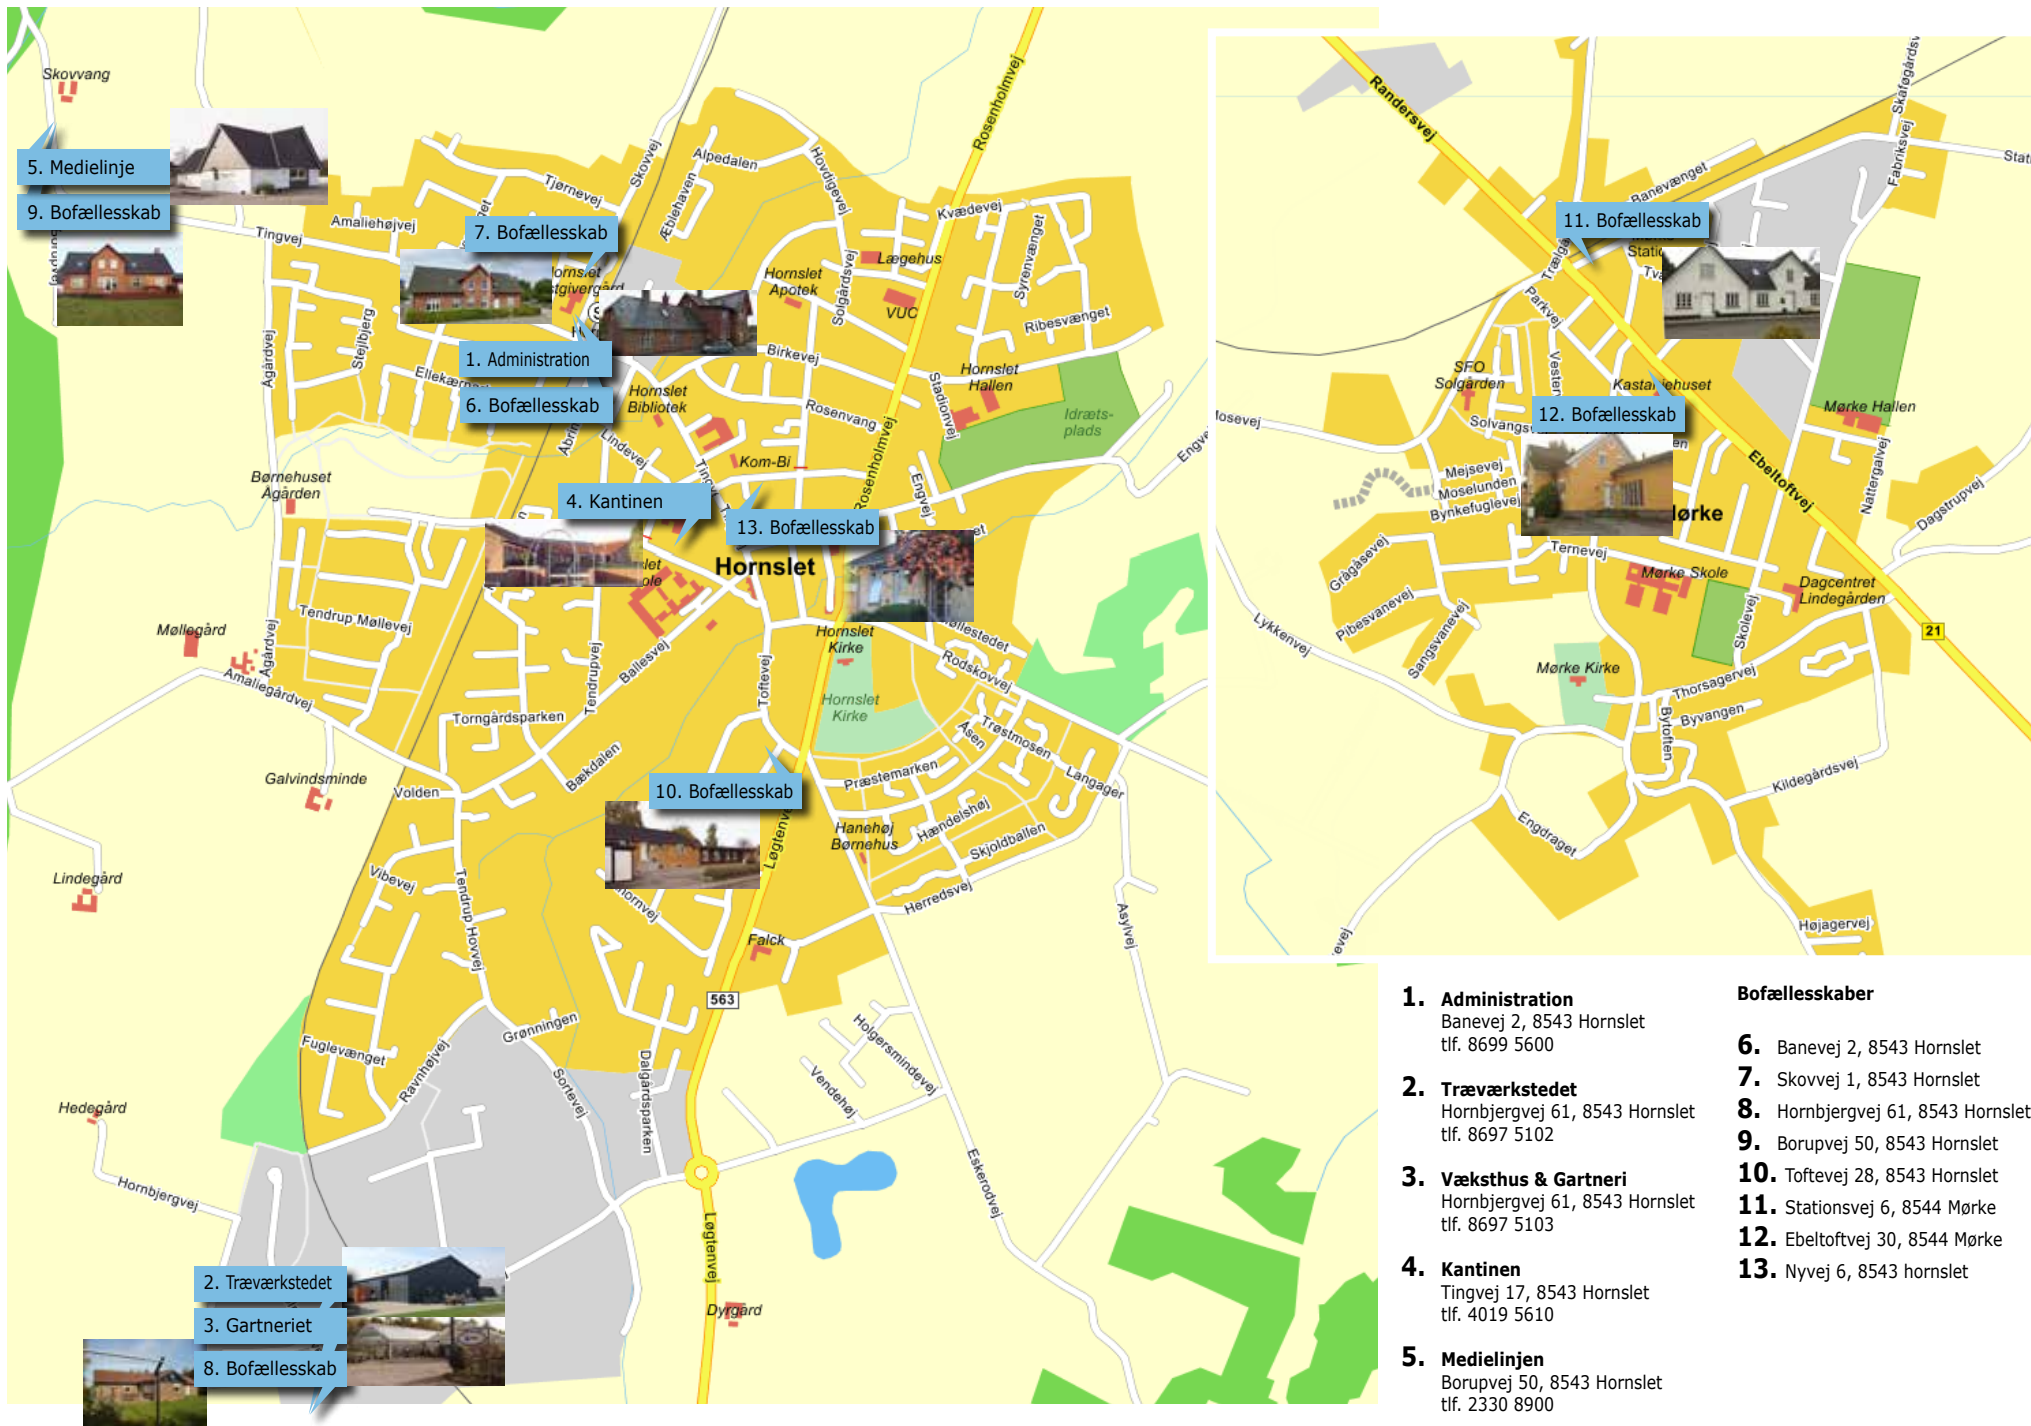 Skovvang
5. Medielinje
9. Bofællesskab
Tingvej
Amaliehøjvej
Tjørnevej
Skovvej
Alpedalen
Æblehaven
Hovdigevej
Rosenholmvej
Kvædevej
Syrenvænget
Ribesvænget
7. Bofællesskab
Lægehus
Hornslet
Apotek
Solgårdsvej
VUC
1. Administration
6. Bofællesskab
Ågårdvej
Stejlbjerg
Birkevej
Hornslet
Bibliotek
Rosenvang
Stadionvej
Hornslet
Hallen
Idræts-
plads
Lindevej
Kom-Bi
Rosenholmvej
Engvej
Børnehuset
Ågården
4. Kantinen
13. Bofællesskab
Hornslet
Tendrup Møllevej
Møllegård
Ågårdvej
Amaliegårdvej
Tendrupvej
Ballesvej
Toftevej
Hornslet
Kirke
Hornslet
Kirke
Rodskovvej
Torngårdsparken
Bækdalen
Åsen
Trøstmosen
Langager
Præstemarken
Galvindsminde
Volden
10. Bofællesskab
Hanehøj
Børnehus
Hændelshøj
Skjoldballen
Herredsvej
Lindegård
Vibevej
Tendrup Hovvej
Falck
Asylvej
563
Grønningen
Fuglevænget
Ravnhøjvej
Sortevej
Dalgårdsparken
Holgersmindevej
Vendehøj
Hedegård
Hornbjergvej
Eskerodvej
Løgtenvej
Dyrgård
2. Træværkstedet
3. Gartneriet
8. Bofællesskab
Randersvej
Banevænget
Fabriksvej
11. Bofællesskab
Parkvej
SFO
Solgården
Kastaniehuset
12. Bofællesskab
Mørke Hallen
Mejsevej
Moselunden
Bynkefuglevej
Ebeltoftvej
Nattergalvej
Dagstrupvej
Grågåsevej
Ternevej
Mørke Skole
Dagcentret
Lindegården
Pibesvanevej
Sangsvanevej
Lykkenvej
Skolevej
21
Mørke Kirke
Thorsagervej
Byvangen
Bytoften
Kildegårdsvej
Engdraget
Højagervej
1. Administration
Banevej 2, 8543 Hornslet
tlf. 8699 5600
2. Træværkstedet
Hornbjergvej 61, 8543 Hornslet
tlf. 8697 5102
3. Væksthus & Gartneri
Hornbjergvej 61, 8543 Hornslet
tlf. 8697 5103
4. Kantinen
Tingvej 17, 8543 Hornslet
tlf. 4019 5610
5. Medielinjen
Borupvej 50, 8543 Hornslet
tlf. 2330 8900
Bofællesskaber
6. Banevej 2, 8543 Hornslet
7. Skovvej 1, 8543 Hornslet
8. Hornbjergvej 61, 8543 Hornslet
9. Borupvej 50, 8543 Hornslet
10. Toftevej 28, 8543 Hornslet
11. Stationsvej 6, 8544 Mørke
12. Ebeltoftvej 30, 8544 Mørke
13. Nyvej 6, 8543 hornslet